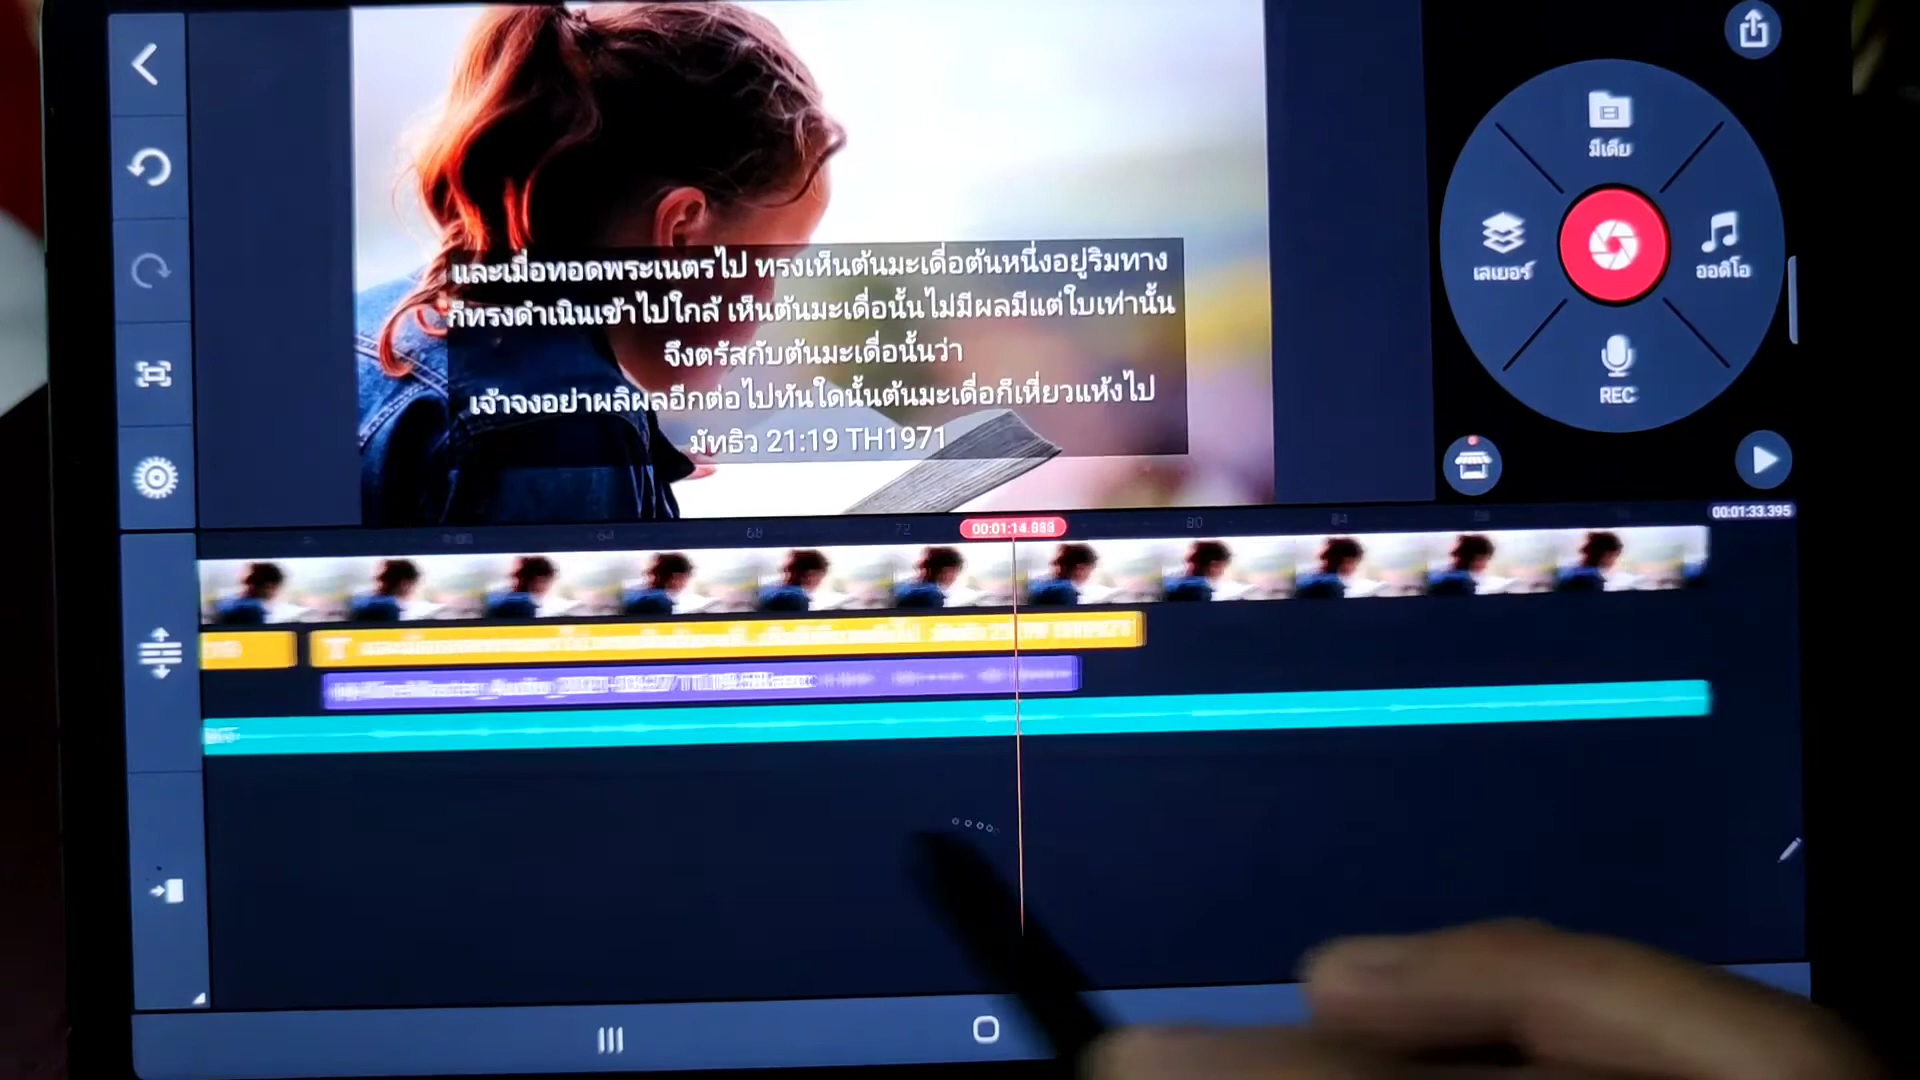 และเมื่อทอดพระเนตรไป ทรงเห็นต้นมะเดื่อต้นหนึ่งอยู่ริมทาง
ก็ทรงดำเนินเข้าไปใกล้ เห็นต้นมะเดื่อนั้นไม่มีผลมีแต่ใบเท่านั้น
จึงตรัสกับต้นมะเดื่อนั้นว่า
เจ้าจงอย่าผลิผลอีกต่อไปทันใดนั้นต้นมะเดื่อก็เหี่ยวแห้งไป
มัทธิว 21:19 TH1971
มีเดีย
เลเยอร์
ออดิโอ
REC
00:01:33.395
64
68
72
00:01:14.989
80
84